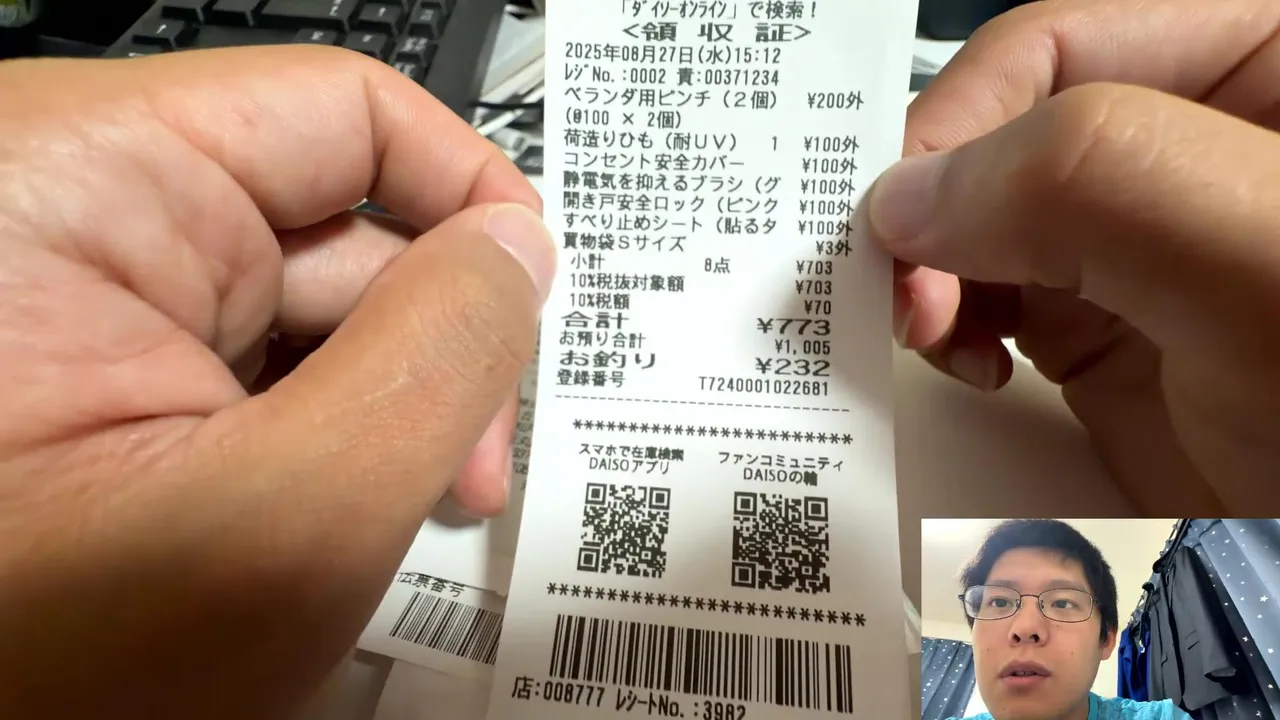 「ダイソーオンライン」で検索!
<領 収 証>
2025年08月27日(水)15:12
レジNo.:0002 責:00371234
ベランダ用ピンチ(2個) ¥200外
(@100 × 2個)
荷造りひも(耐UV) 1 ¥100外
コンセント安全カバー ¥100外
静電気を抑えるブラシ(グ ¥100外
開き戸安全ロック(ピンク ¥100外
すべり止めシート(貼るタ ¥100外
買物袋Sサイズ ¥3外
小計 8点 ¥703
10%税抜対象額 ¥703
10%税額 ¥70
合計 ¥773
お預り合計 ¥1,005
お釣り ¥232
登録番号 T7240001022681
***********************
スマホで在庫検索 ファンコミュニティ
DAISOアプリ DAISOの輪
***********************
店:008777 レシートNo.:3982
伝票番号